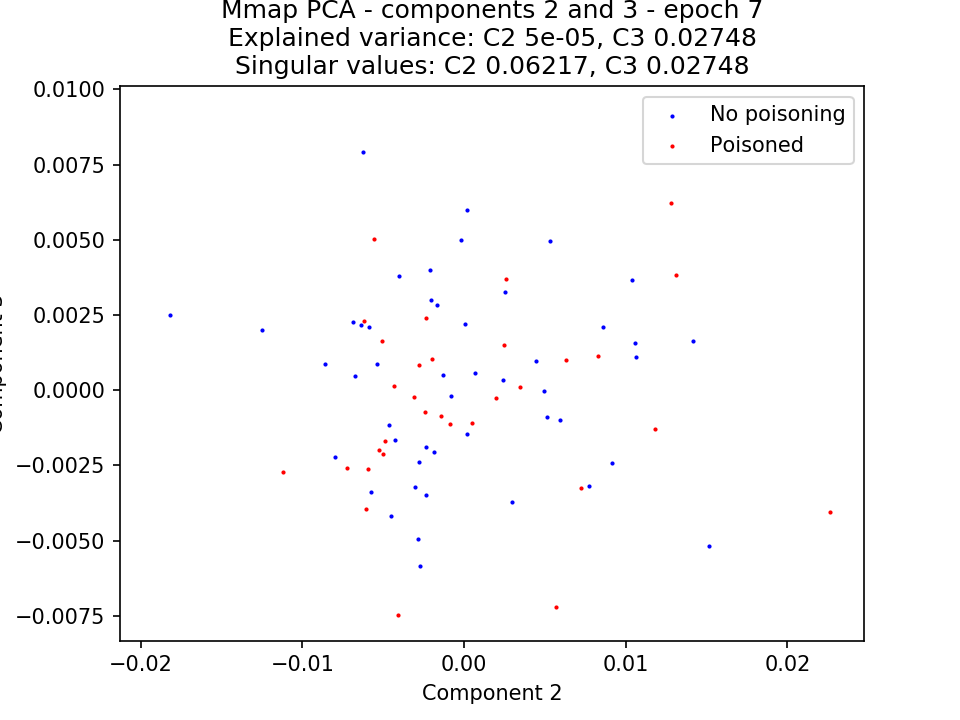 Mmap PCA - components 2 and 3 - epoch 7
Explained variance: C2 5e-05, C3 0.02748
Singular values: C2 0.06217, C3 0.02748
0.0100
0.0075
0.0050
0.0025
0.0000
−0.0025
−0.0050
−0.0075
No poisoning
Poisoned
−0.02
−0.01
0.00
0.01
0.02
Component 2